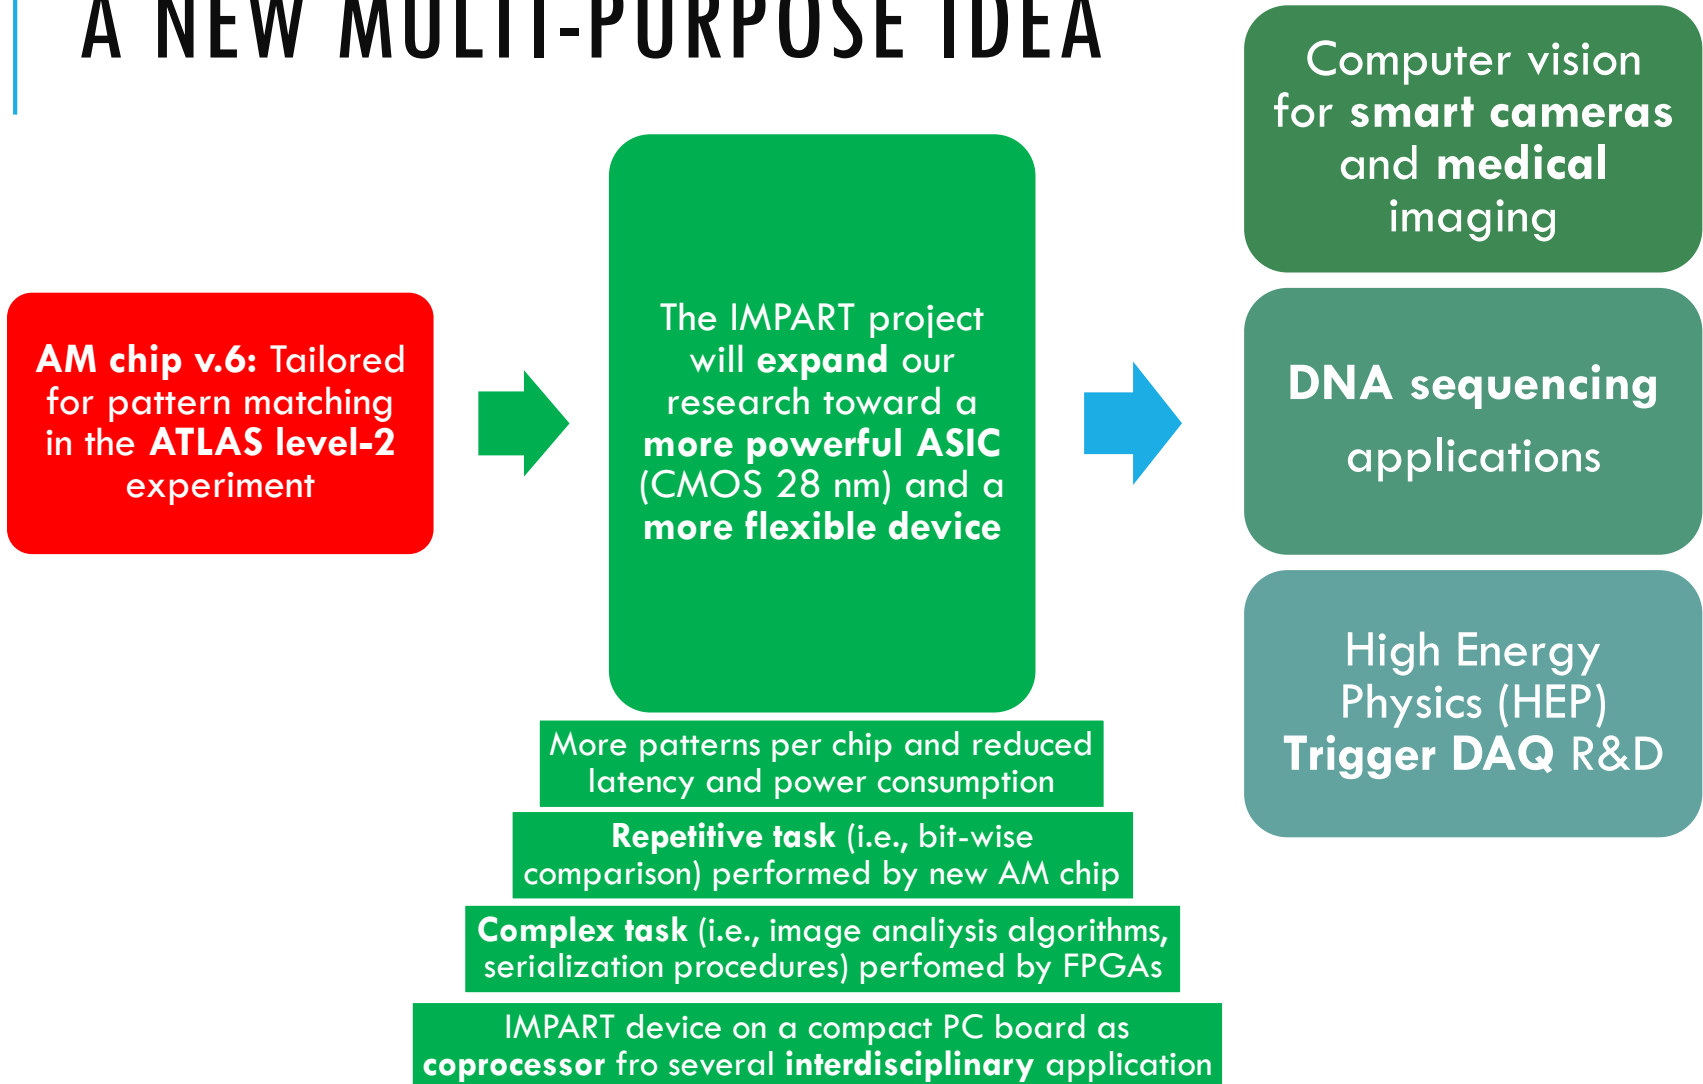 A NEW MULTI-PURPOSE IDEA
AM chip v.6: Tailored
for pattern matching
in the ATLAS level-2
experiment
The IMPART project
will expand our
research toward a
more powerful ASIC
(CMOS 28 nm) and a
more flexible device
More patterns per chip and reduced
latency and power consumption
Repetitive task (i.e., bit-wise
comparison) performed by new AM chip
Complex task (i.e., image analiysis algorithms,
serialization procedures) perfomed by FPGAs
IMPART device on a compact PC board as
coprocessor fro several interdisciplinary application
Computer vision
for smart cameras
and medical
imaging
DNA sequencing
applications
High Energy
Physics (HEP)
Trigger DAQ R&D